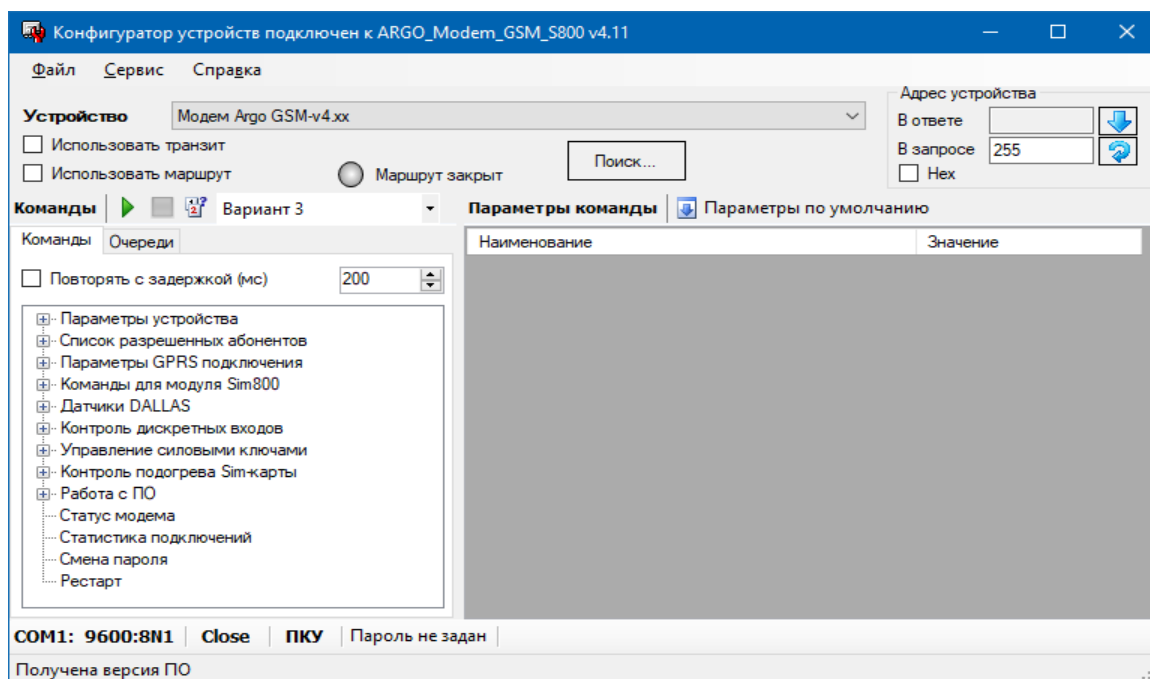 Конфигуратор устройств подключен к ARGO_Modem_GSM_S800 v4.11
Файл Сервис Справка
Устройство Модем Argo GSM-v4.xx
Использовать транзит
Использовать маршрут Маршрут закрыт Поиск...
Адрес устройства
В ответе
В запросе 255
Hex
Команды Вариант 3 Параметры команды Параметры по умолчанию
Команды Очереди Наименование Значение
Повторять с задержкой (мс) 200
Параметры устройства
Список разрешенных абонентов
Параметры GPRS подключения
Команды для модуля Sim800
Датчики DALLAS
Контроль дискретных входов
Управление силовыми ключами
Контроль подогрева Sim-карты
Работа с ПО
Статус модема
Статистика подключений
Смена пароля
Рестарт
COM1: 9600:8N1 Close ПКУ Пароль не задан
Получена версия ПО